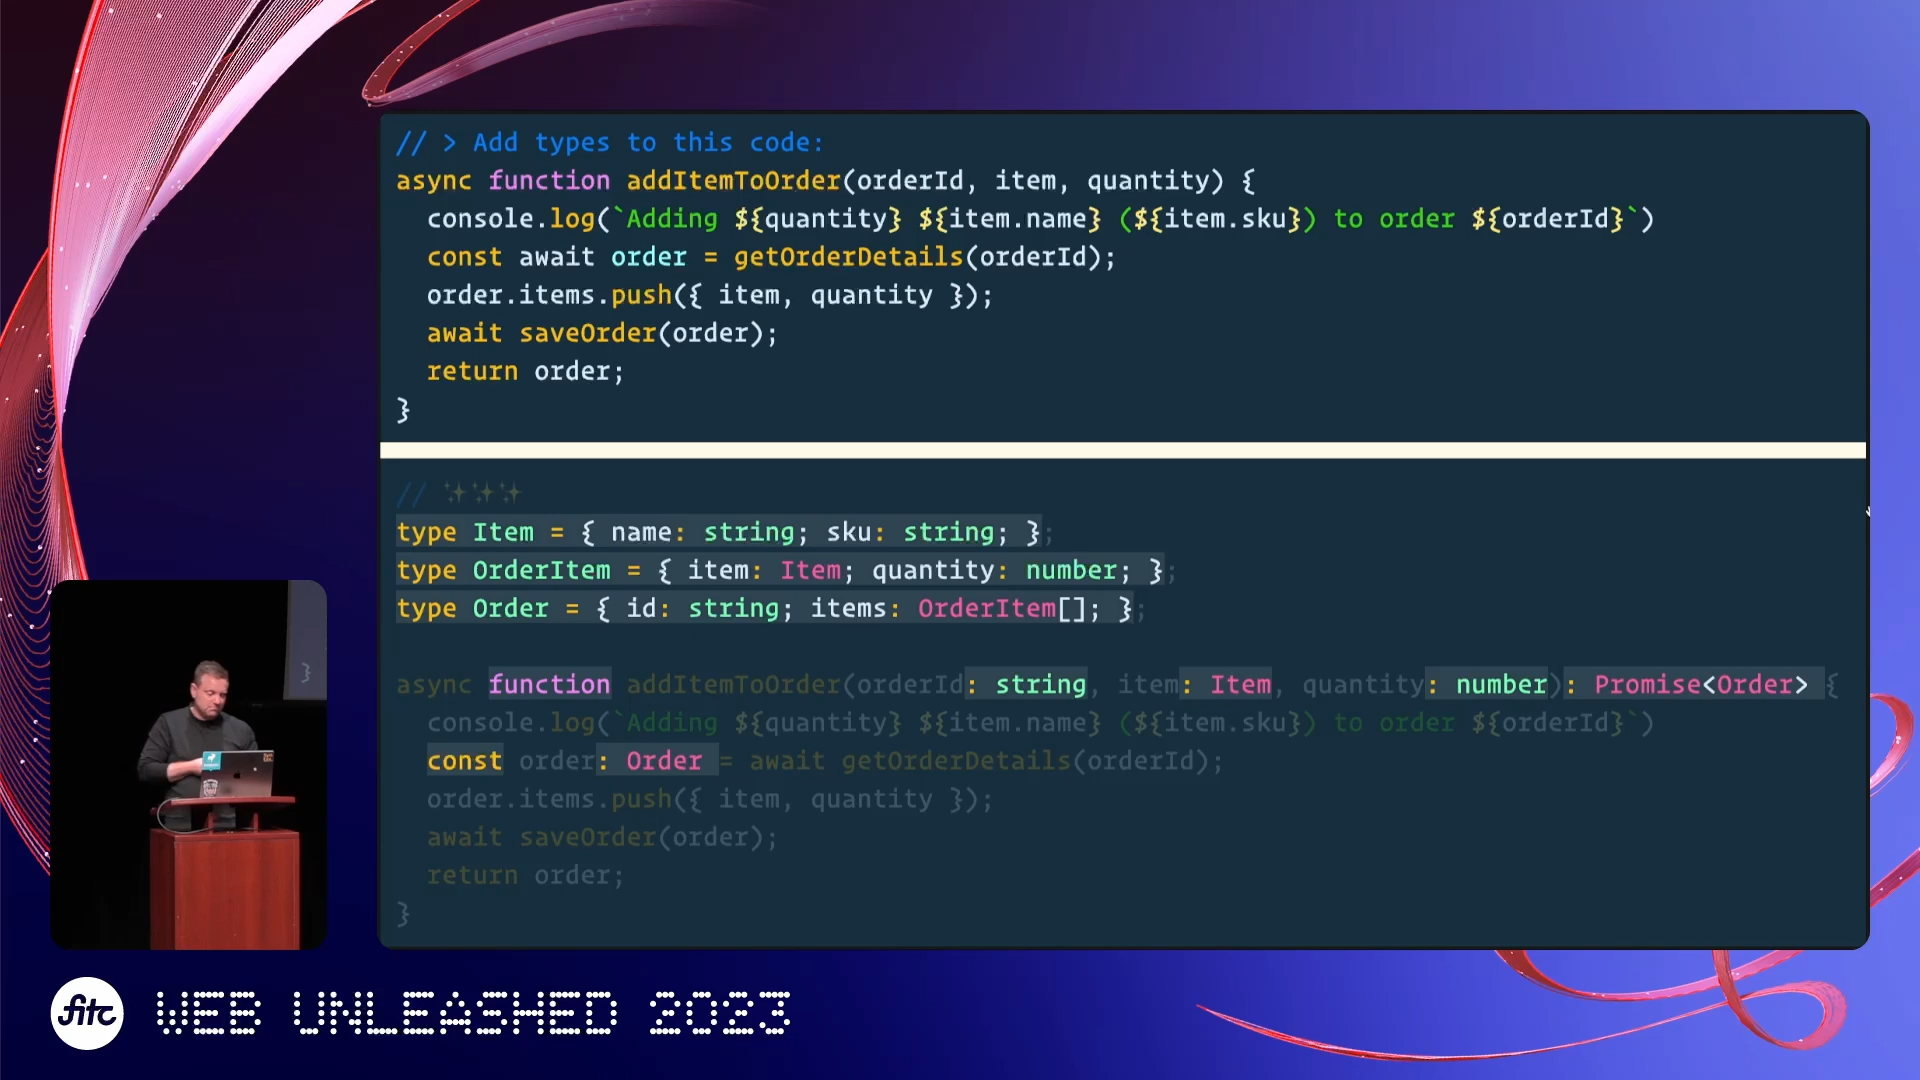 // > Add types to this code:
async function addItemToOrder(orderId, item, quantity) {
  console.log(`Adding ${quantity} ${item.name} (${item.sku}) to order ${orderId}`)
  const await order = getOrderDetails(orderId);
  order.items.push({ item, quantity });
  await saveOrder(order);
  return order;
}
// ✨✨✨
type Item = { name: string; sku: string; };
type OrderItem = { item: Item; quantity: number; };
type Order = { id: string; items: OrderItem[]; };
async function addItemToOrder(orderId: string, item: Item, quantity: number): Promise<Order> {
  console.log(`Adding ${quantity} ${item.name} (${item.sku}) to order ${orderId}`)
  const order: Order = await getOrderDetails(orderId);
  order.items.push({ item, quantity });
  await saveOrder(order);
  return order;
}
}
fitc WEB UNLEASHED 2023